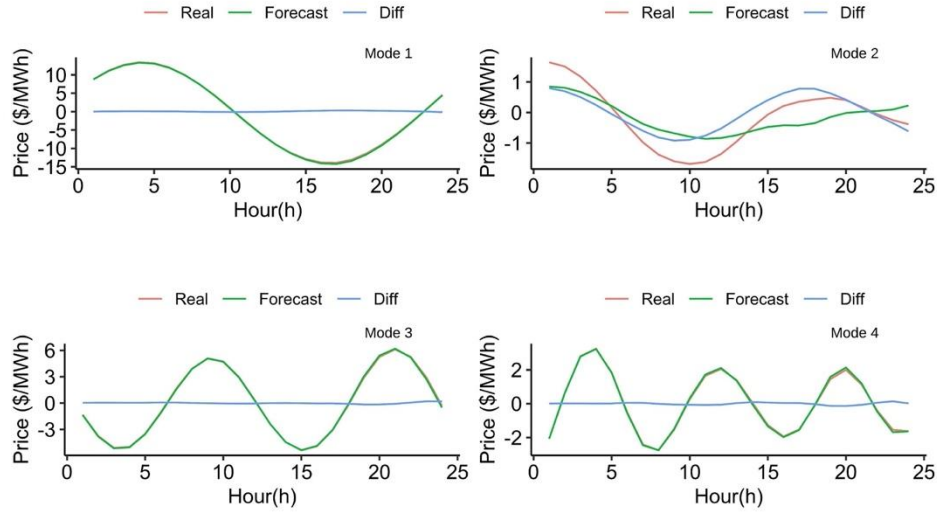 Real Forecast Diff
Mode 1
Price ($/MWh)
10
5
0
-5
-10
-15
0 5 10 15 20 25
Hour(h)
Real Forecast Diff
Mode 2
Price ($/MWh)
1
0
-1
0 5 10 15 20 25
Hour(h)
Real Forecast Diff
Mode 3
Price ($/MWh)
6
3
0
-3
0 5 10 15 20 25
Hour(h)
Real Forecast Diff
Mode 4
Price ($/MWh)
2
0
-2
0 5 10 15 20 25
Hour(h)